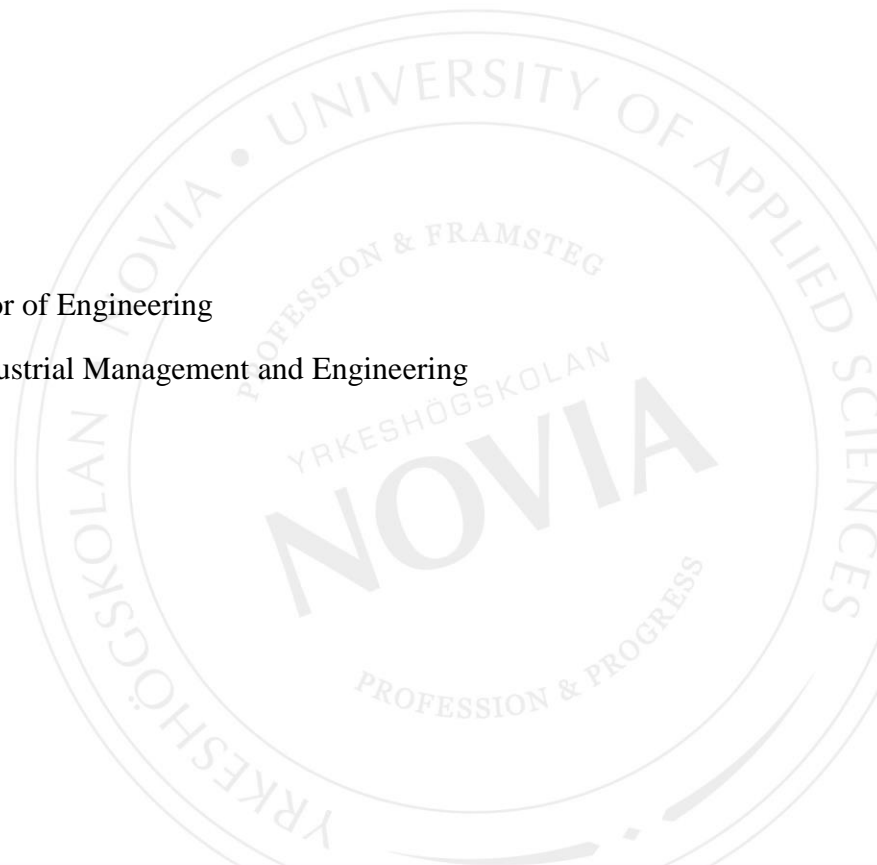 NOVIA • UNIVERSITY OF APPLIED SCIENCES
PROFESSION & FRAMSTEG
or of Engineering
ustrial Management and Engineering
YRKESHÖGSKOLAN
NOVIA
PROFESSION & PROGRESS
YRKESHÖGSKOLAN